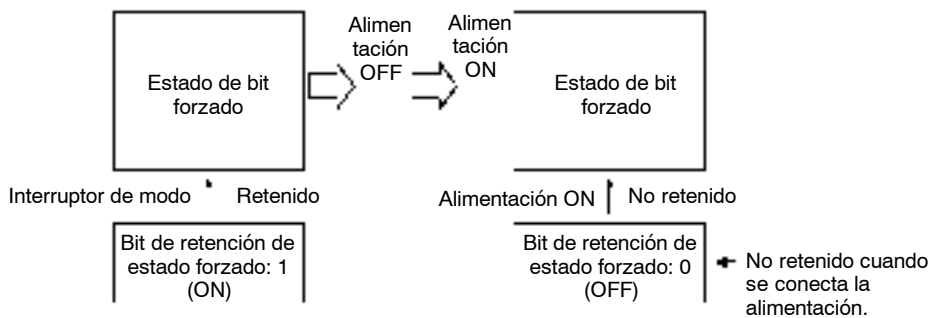 Estado de bit
forzado
Alimen
tación
OFF
Alimen
tación
ON
Estado de bit
forzado
Interruptor de modo
Retenido
Alimentación ON
No retenido
Bit de retención de
estado forzado: 1
(ON)
Bit de retención de
estado forzado: 0
(OFF)
No retenido cuando
se conecta la
alimentación.